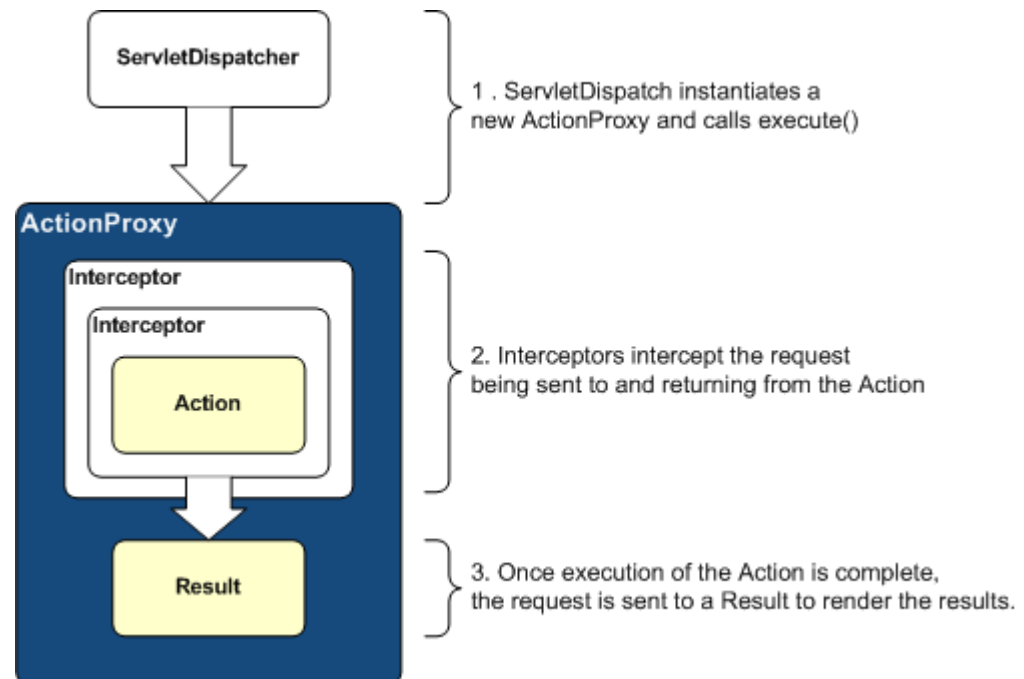 ServletDispatcher
1 . ServletDispatch instantiates a
new ActionProxy and calls execute()
ActionProxy
Interceptor
Interceptor
Action
2. Interceptors intercept the request
being sent to and returning from the Action
Result
3. Once execution of the Action is complete,
the request is sent to a Result to render the results.